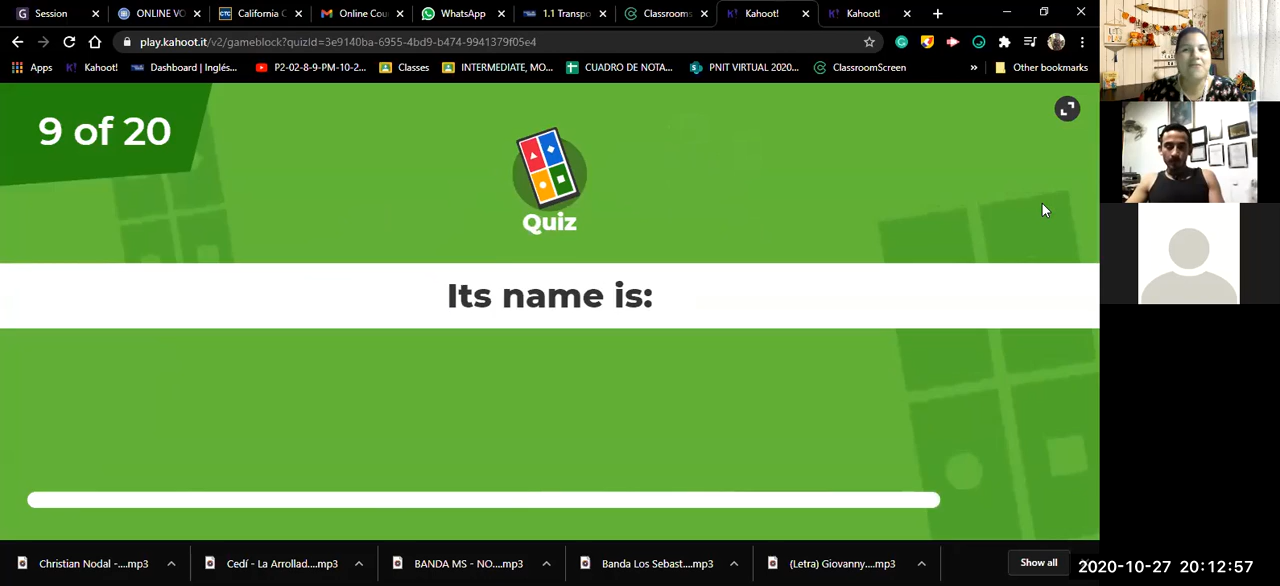 Session
ONLINE VO
California C
Online Cou
WhatsApp
1.1 Transpo
Classrooms
Kahoot!
Kahoot!
play.kahoot.it/v2/gameblock?quizId=3e9140ba-6955-4bd9-b474-9941379f05e4
Apps
Kahoot!
Dashboard | Inglés...
P2-02-8-9-PM-10-2...
Classes
INTERMEDIATE, MO...
CUADRO DE NOTA...
PNIT VIRTUAL 2020...
ClassroomScreen
»
Other bookmarks
9 of 20
Quiz
Its name is:
Christian Nodal -....mp3
Cedí - La Arrollad....mp3
BANDA MS - NO....mp3
Banda Los Sebast....mp3
(Letra) Giovanny....mp3
Show all
2020-10-27 20:12:57